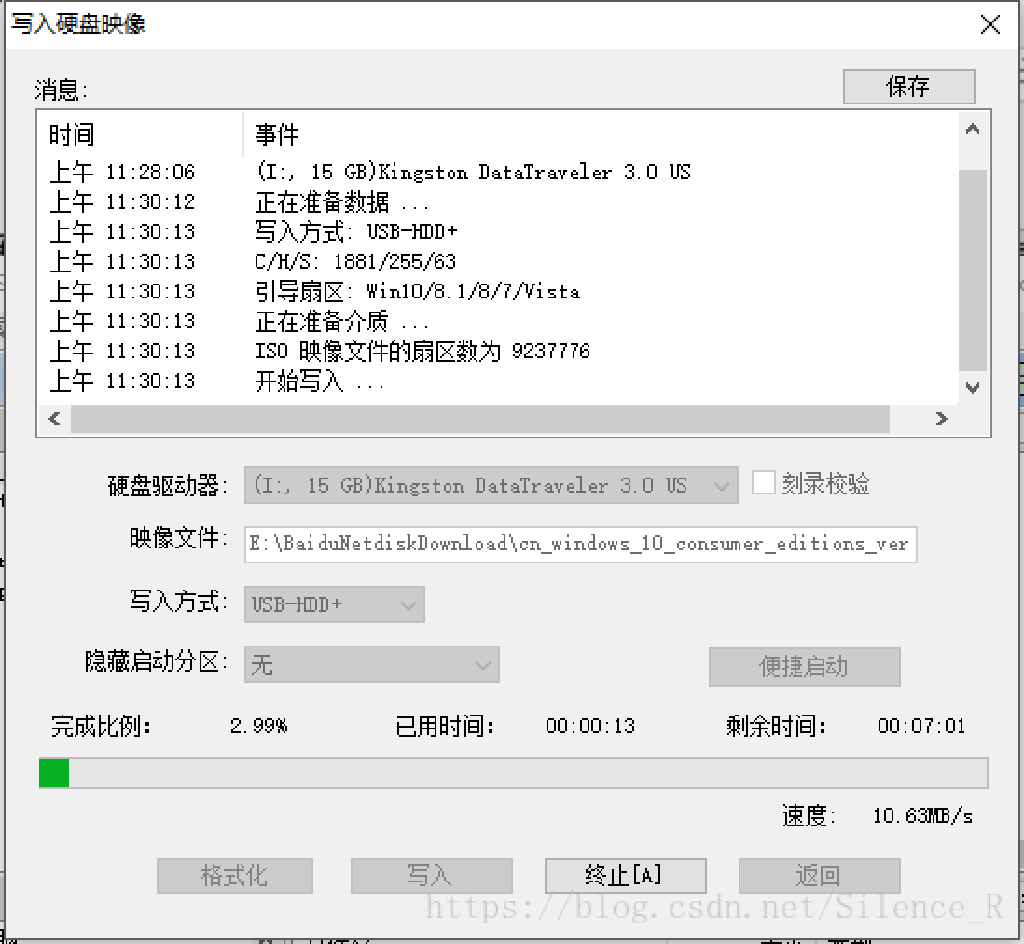 写入硬盘映像
消息: 保存
时间 事件
上午 11:28:06 (I:, 15 GB)Kingston DataTraveler 3.0 US
上午 11:30:12 正在准备数据 ...
上午 11:30:13 写入方式: USB-HDD+
上午 11:30:13 C/H/S: 1881/255/63
上午 11:30:13 引导扇区: Win10/8.1/8/7/Vista
上午 11:30:13 正在准备介质 ...
上午 11:30:13 ISO 映像文件的扇区数为 9237776
上午 11:30:13 开始写入 ...
硬盘驱动器: (I:, 15 GB)Kingston DataTraveler 3.0 US 刻录校验
映像文件: E:\BaiduNetdiskDownload\cn_windows_10_consumer_editions_ver
写入方式: USB-HDD+
隐藏启动分区: 无 便捷启动
完成比例: 2.99% 已用时间: 00:00:13 剩余时间: 00:07:01
速度: 10.63MB/s
格式化 写入 终止[A] 返回
https://blog.csdn.net/Silence_R